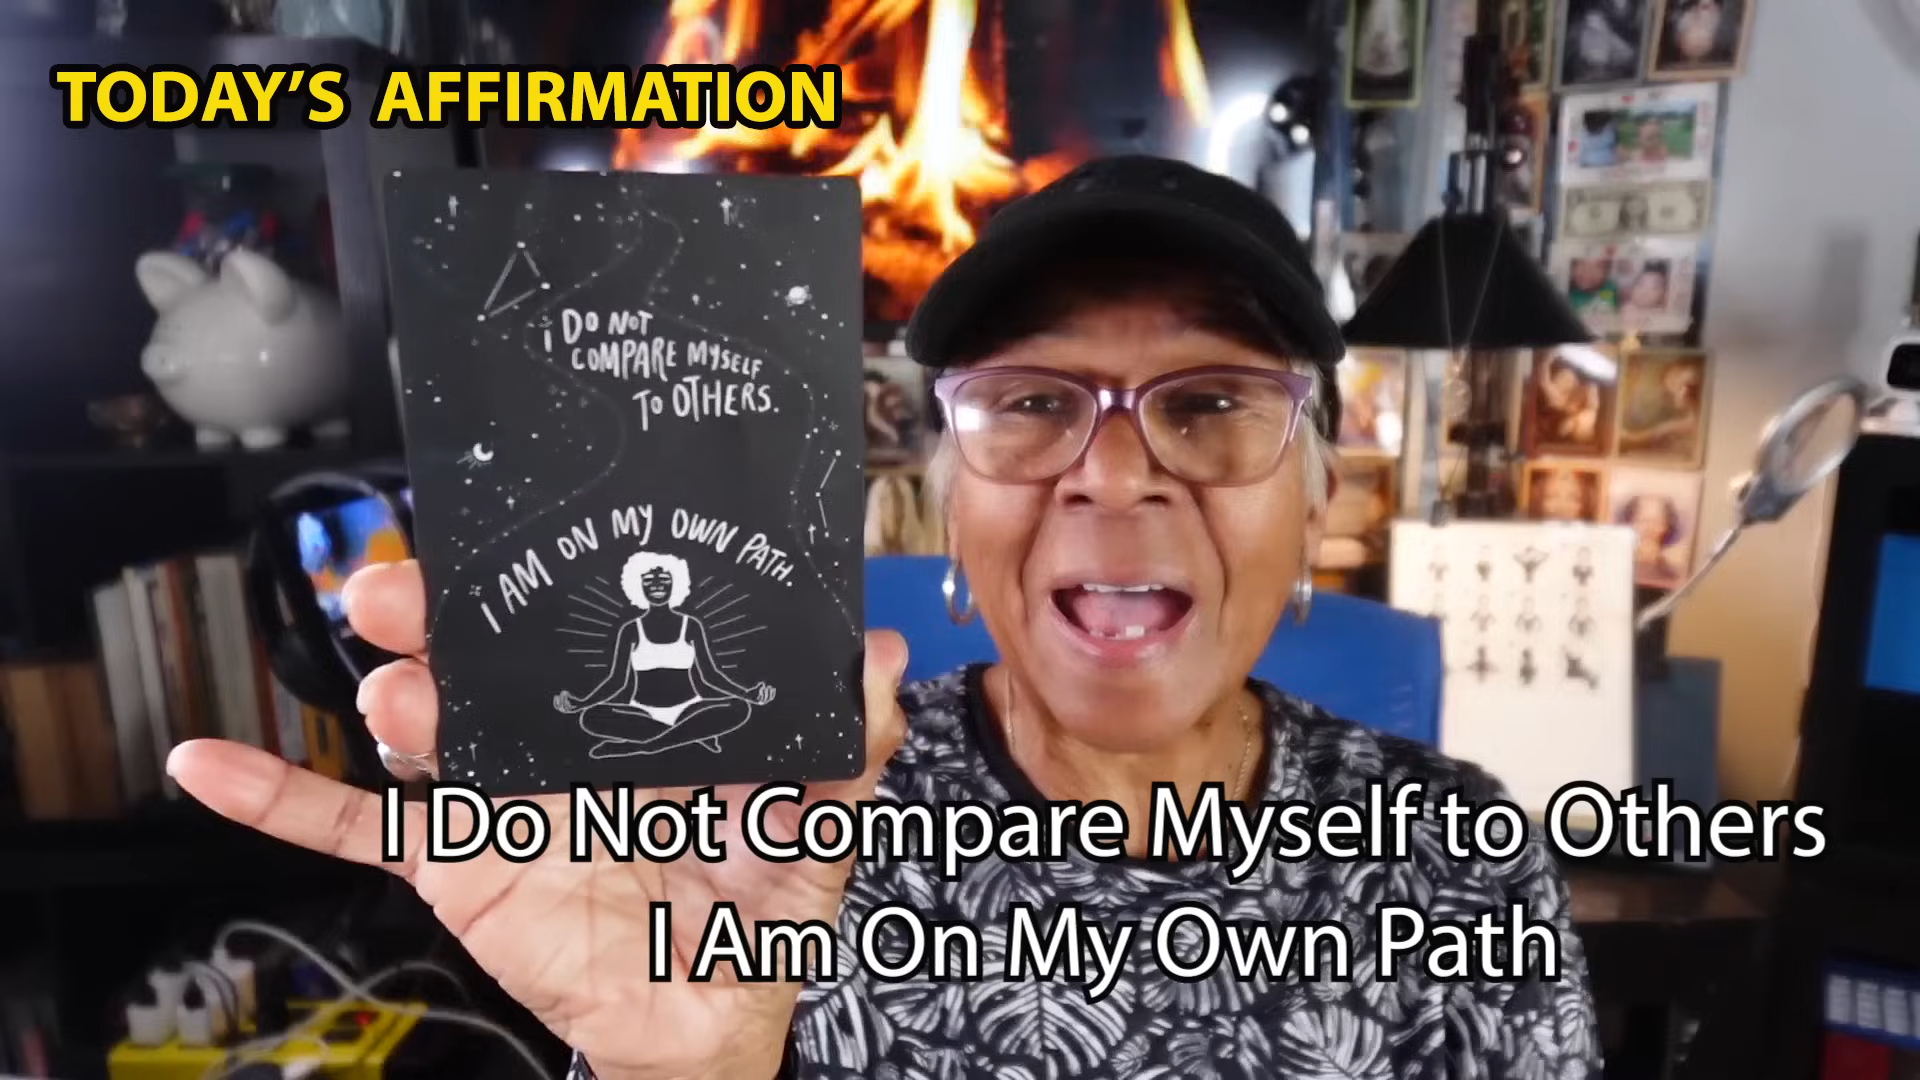 TODAY'S AFFIRMATION
i DO NOT
COMPARE MYSELF
TO OTHERS.
i AM ON MY OWN PATH.
I Do Not Compare Myself to Others
I Am On My Own Path